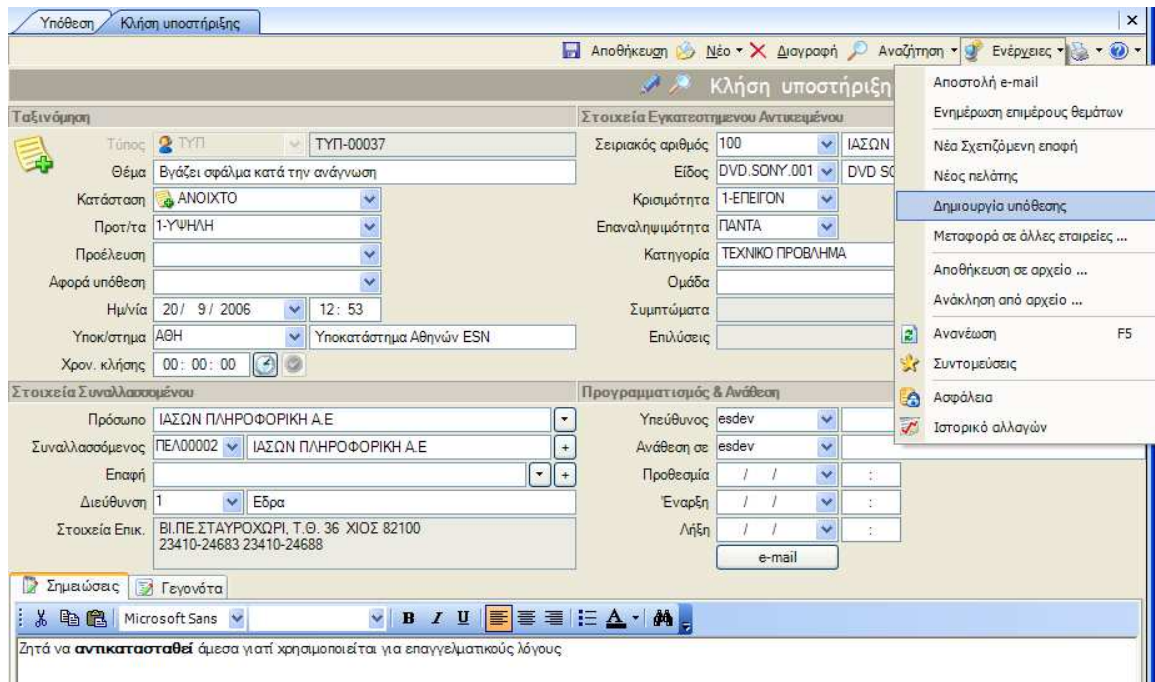 Υπόθεση Κλήση υποστήριξης
Αποθήκευση Νέο Διαγραφή Αναζήτηση Ενέργειες
Κλήση υποστήριξη
Ταξινόμηση
Τύπος ΤΥΠ ΤΥΠ-00037
Θέμα Βγάζει σφάλμα κατά την ανάγνωση
Κατάσταση ΑΝΟΙΧΤΟ
Προτ/τα 1-ΥΨΗΛΗ
Προέλευση
Αφορά υπόθεση
Ημ/νία 20/ 9/ 2006 12: 53
Υποκ/στημα ΑΘΗ Υποκατάστημα Αθηνών ESN
Χρον. κλήσης 00: 00: 00
Στοιχεία Εγκατεστημενου Αντικειμένου
Σειριακός αριθμός 100 ΙΑΣΩΝ
Είδος DVD.SONY.001 DVD SO
Κρισιμότητα 1-ΕΠΕΙΓΟΝ
Επαναληψιμότητα ΠΑΝΤΑ
Κατηγορία ΤΕΧΝΙΚΟ ΠΡΟΒΛΗΜΑ
Ομάδα
Συμπτώματα
Επιλύσεις
Αποστολή e-mail
Ενημέρωση επιμέρους θεμάτων
Νέα Σχετιζόμενη επαφή
Νέος πελάτης
Δημιουργία υπόθεσης
Μεταφορά σε άλλες εταιρείες ...
Αποθήκευση σε αρχείο ...
Ανάκληση από αρχείο ...
Ανανέωση F5
Συντομεύσεις
Ασφάλεια
Ιστορικό αλλαγών
Στοιχεία Συναλλασσομένου
Πρόσωπο ΙΑΣΩΝ ΠΛΗΡΟΦΟΡΙΚΗ Α.Ε
Συναλλασσόμενος ΠΕΛ00002 ΙΑΣΩΝ ΠΛΗΡΟΦΟΡΙΚΗ Α.Ε
Επαφή
Διεύθυνση 1 Εδρα
Στοιχεία Επικ. ΒΙ.ΠΕ.ΣΤΑΥΡΟΧΩΡΙ, Τ.Θ. 36 ΧΙΟΣ 82100
23410-24683 23410-24688
Προγραμματισμός & Ανάθεση
Υπεύθυνος esdev
Ανάθεση σε esdev
Προθεσμία / / :
Έναρξη / / :
Λήξη / / :
e-mail
Σημειώσεις Γεγονότα
Microsoft Sans B I U A
Ζητά να αντικατασταθεί άμεσα γιατί χρησιμοποιείται για επαγγελματικούς λόγους